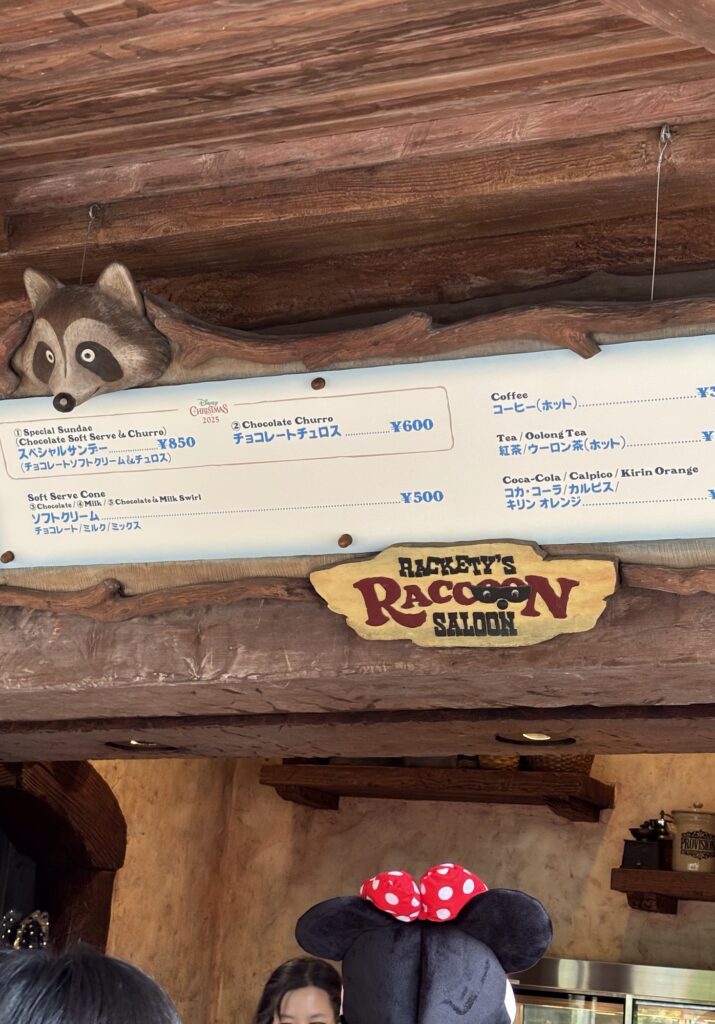 Disney
CHRISTMAS
2025
① Special Sundae
(Chocolate Soft Serve & Churro)
スペシャルサンデー ¥850
(チョコレートソフトクリーム&チュロス)
② Chocolate Churro
チョコレートチュロス ¥600
Soft Serve Cone
③Chocolate / ④Milk / ⑤Chocolate & Milk Swirl
ソフトクリーム ¥500
チョコレート/ミルク/ミックス
Coffee
コーヒー(ホット) ¥
Tea / Oolong Tea
紅茶/ウーロン茶(ホット) ¥
Coca-Cola / Calpico / Kirin Orange
コカ・コーラ/カルピス/
キリン オレンジ
RACKETY'S
RACCOON
SALOON
PROVISION